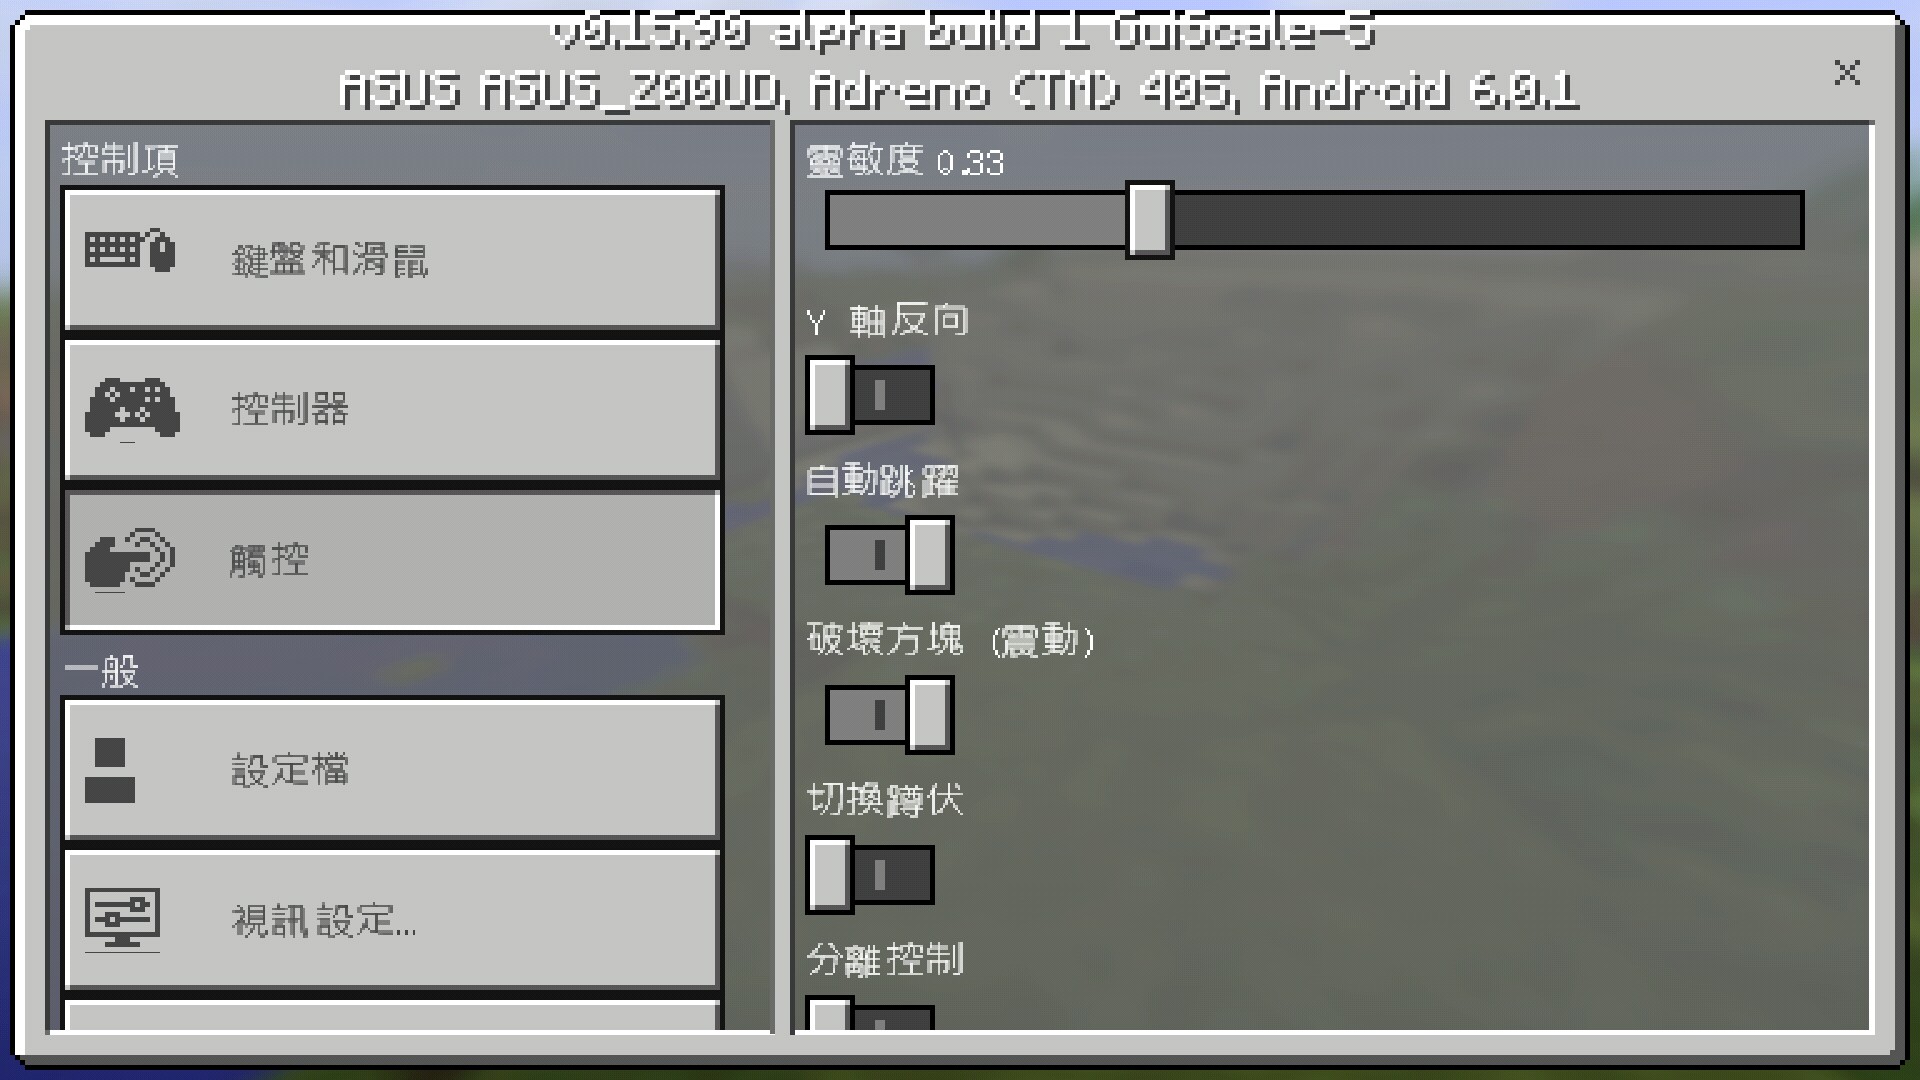 v0.15.90 alpha build 1 GuiScale-5
ASUS ASUS_Z00UD, Adreno (TM) 405, Android 6.0.1
控制項
鍵盤和滑鼠
控制器
觸控
一般
設定檔
視訊設定...
靈敏度 0.33
Y 軸反向
自動跳躍
破壞方塊 (震動)
切換蹲伏
分離控制